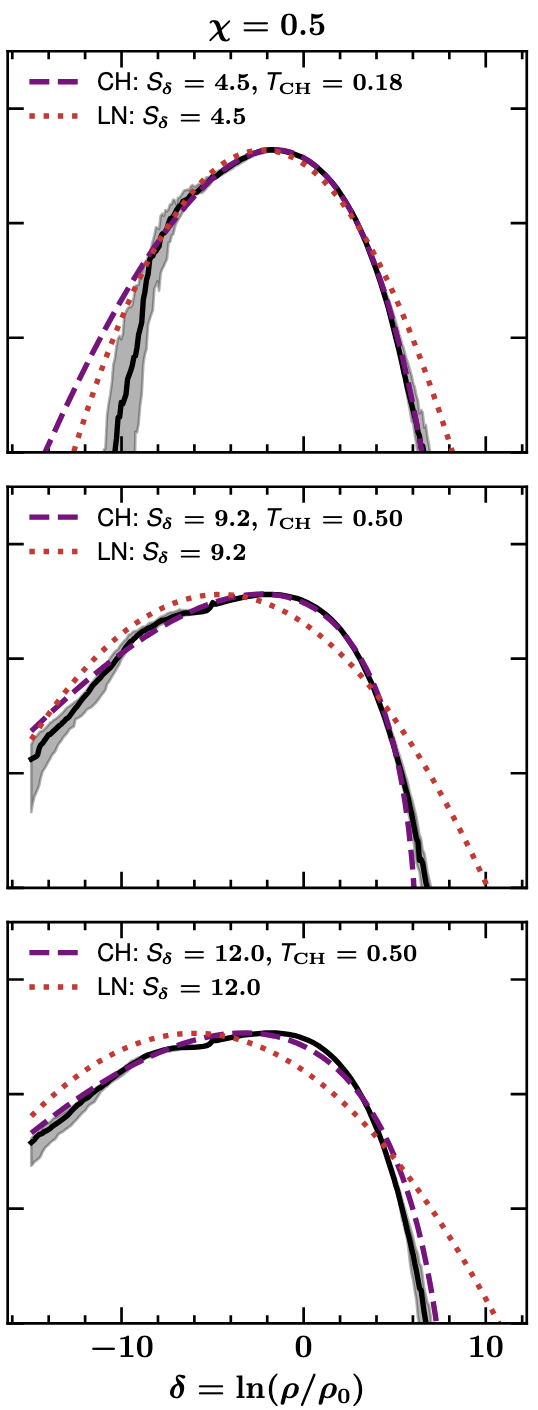 χ = 0.5
CH: S_δ = 4.5, T_CH = 0.18
LN: S_δ = 4.5
CH: S_δ = 9.2, T_CH = 0.50
LN: S_δ = 9.2
CH: S_δ = 12.0, T_CH = 0.50
LN: S_δ = 12.0
−10 0 10
δ = ln(ρ/ρ₀)